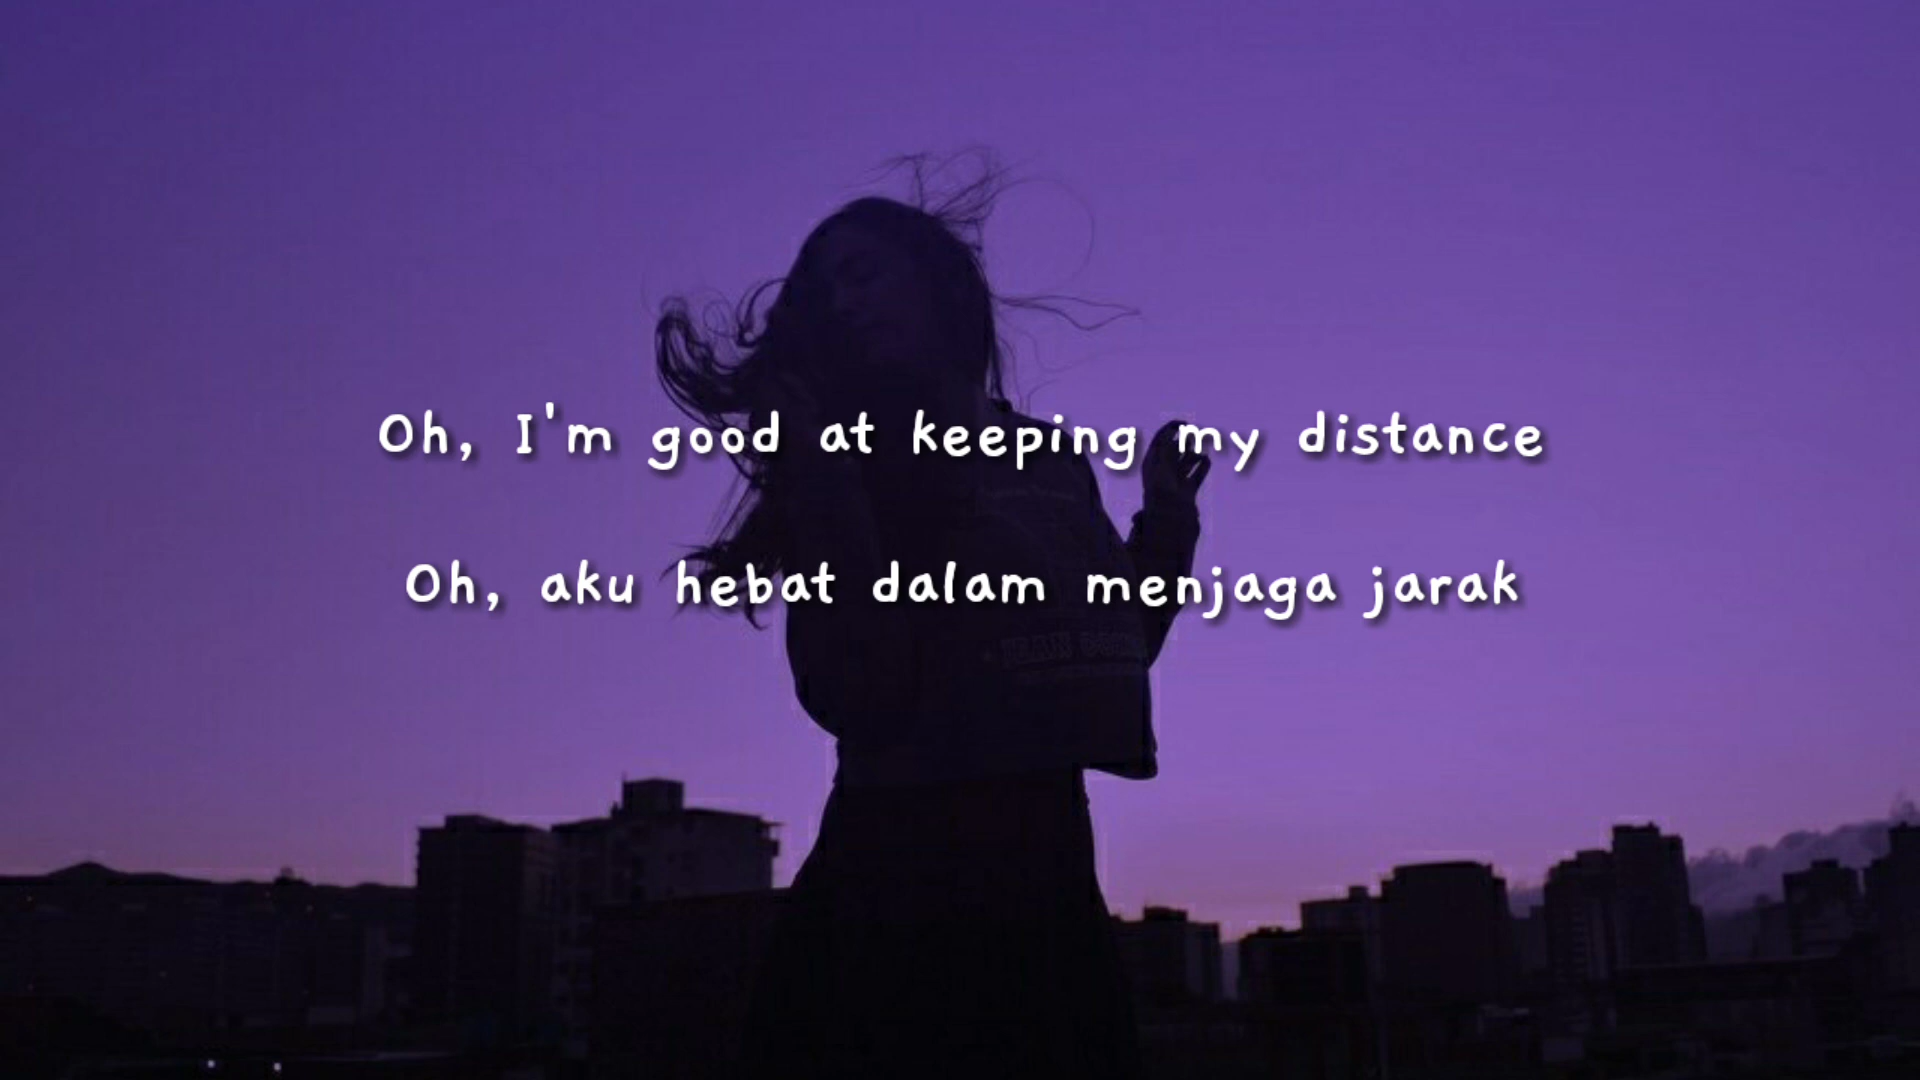 Oh, I'm good at keeping my distance
Oh, aku hebat dalam menjaga jarak